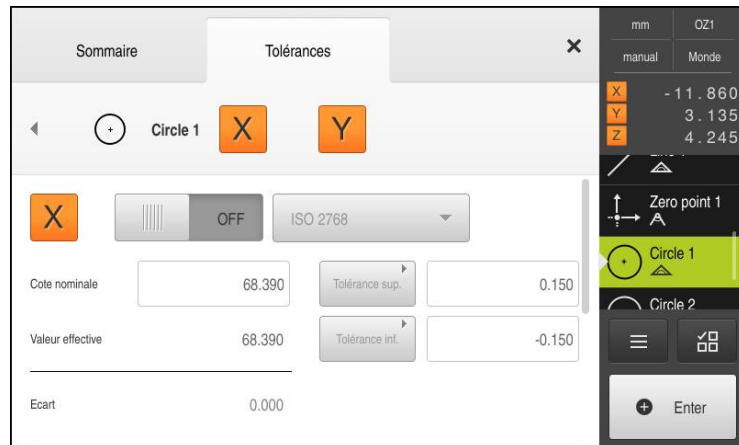 Sommaire
Tolérances
Circle 1
X
Y
X
OFF
ISO 2768
Cote nominale
68.390
Tolérance sup.
0.150
Valeur effective
68.390
Tolérance inf.
-0.150
Ecart
0.000
mm
OZ1
manual
Monde
X -11.860
Y 3.135
Z 4.245
Zero point 1
Circle 1
Circle 2
Enter